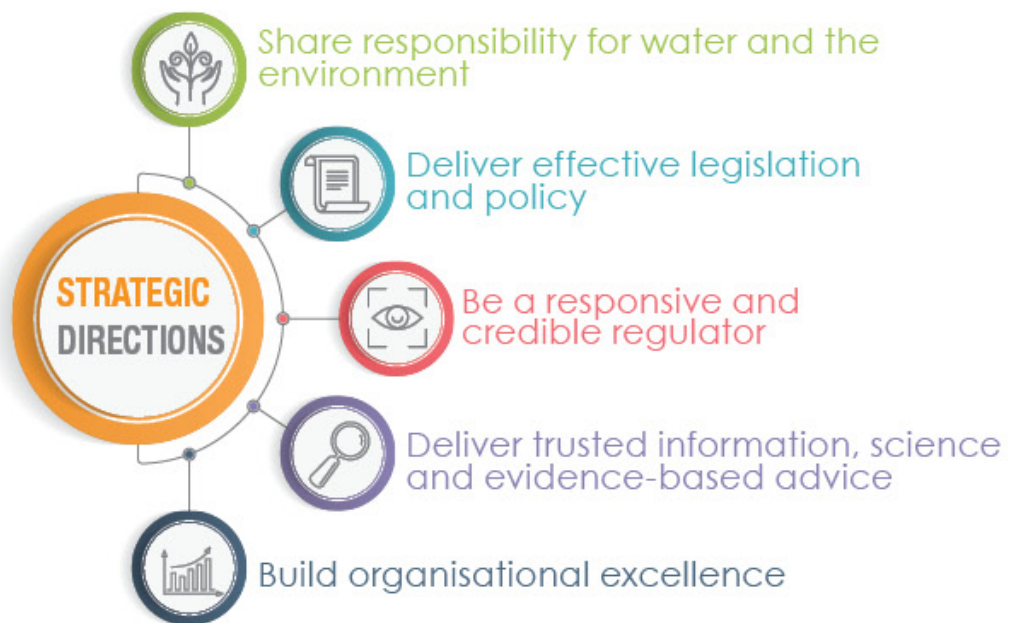 Share responsibility for water and the
environment
Deliver effective legislation
and policy
STRATEGIC
DIRECTIONS
Be a responsive and
credible regulator
Deliver trusted information, science
and evidence-based advice
Build organisational excellence